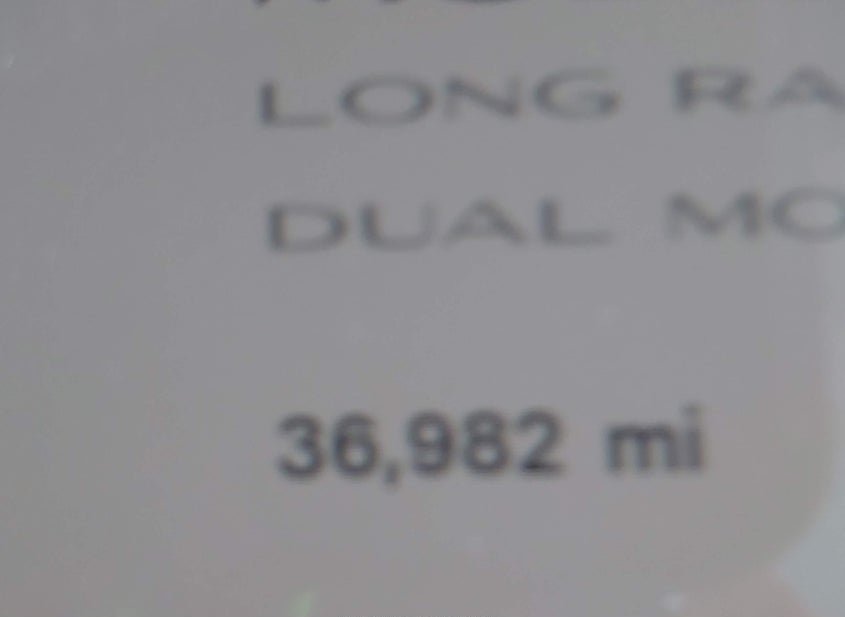 LONG RA
DUAL MO
36,982 mi